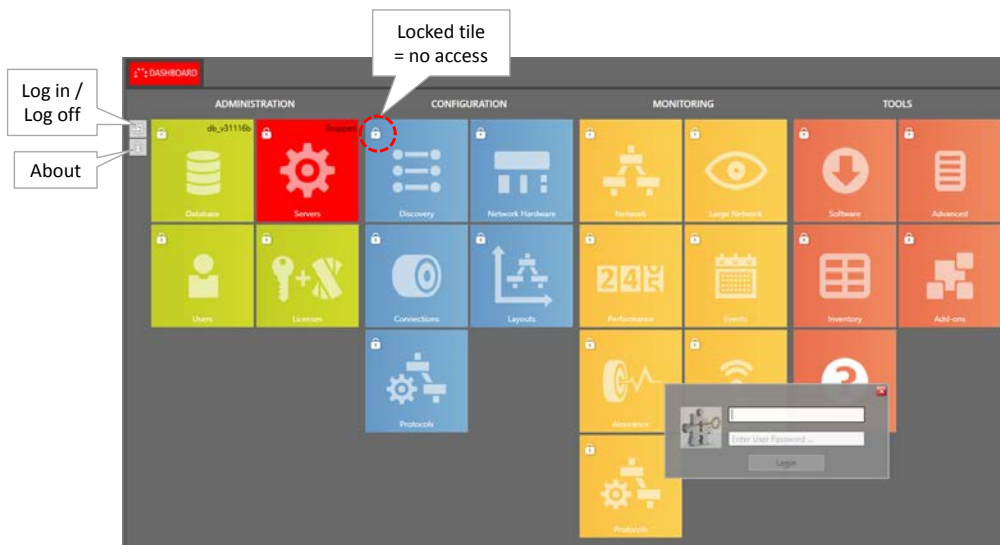 Locked tile
= no access
Log in /
Log off
About
DASHBOARD
ADMINISTRATION
CONFIGURATION
MONITORING
TOOLS
db_v31116b
Stopped
Database
Servers
Discovery
Network Hardware
Network
Large Network
Software
Advanced
Users
Licenses
Connections
Layouts
Performance
Events
Inventory
Add-ons
Protocols
Assurance
Enter User Password ...
Login
Protocols